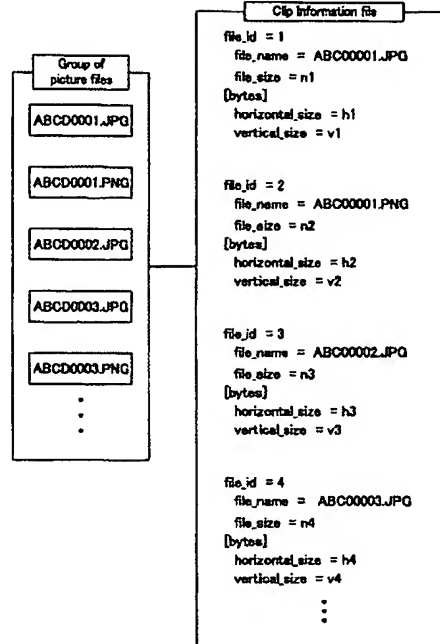 Group of
picture files
ABCD0001.JPG
ABCD0001.PNG
ABCD0002.JPG
ABCD0003.JPG
ABCD0003.PNG
Clip Information file
file_id = 1
file_name = ABC00001.JPG
file_size = n1
[bytes]
horizontal_size = h1
vertical_size = v1
file_id = 2
file_name = ABC00001.PNG
file_size = n2
[bytes]
horizontal_size = h2
vertical_size = v2
file_id = 3
file_name = ABC00002.JPG
file_size = n3
[bytes]
horizontal_size = h3
vertical_size = v3
file_id = 4
file_name = ABC00003.JPG
file_size = n4
[bytes]
horizontal_size = h4
vertical_size = v4